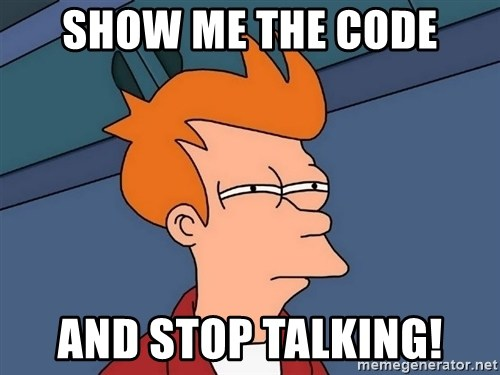 SHOW ME THE CODE
AND STOP TALKING!
memegenerator.net